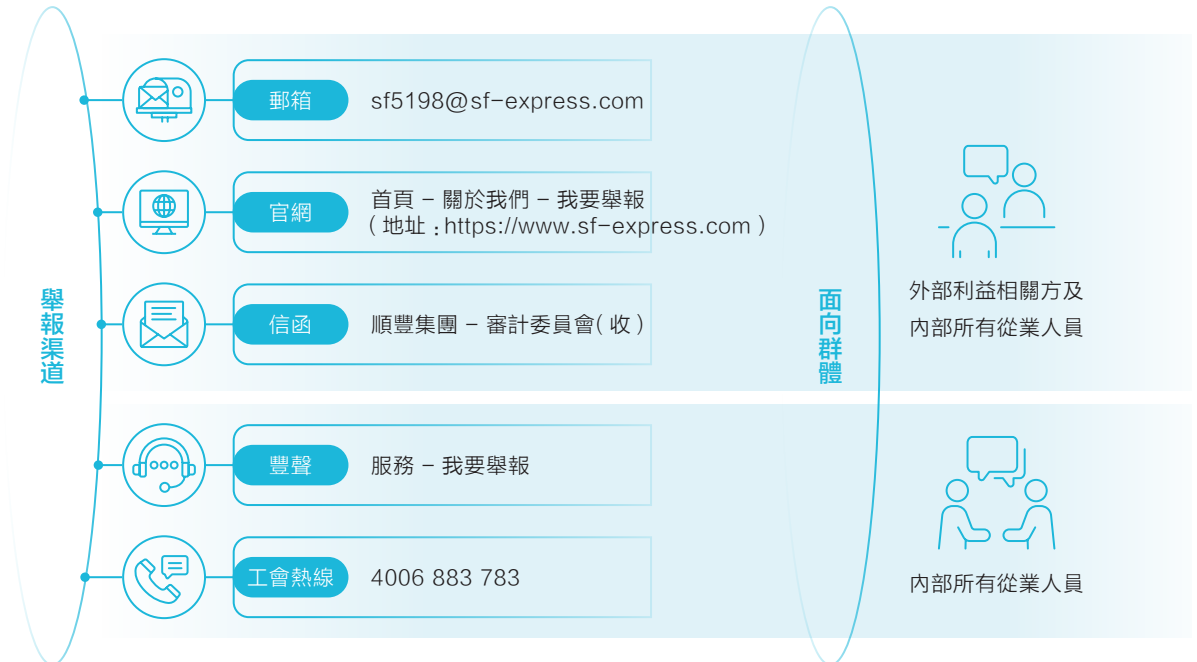 舉報渠道
郵箱
sf5198@sf-express.com
官網
首頁 – 關於我們 – 我要舉報
(地址:https://www.sf-express.com)
信函
順豐集團 – 審計委員會(收)
豐聲
服務 – 我要舉報
工會熱線
4006 883 783
面向群體
外部利益相關方及
內部所有從業人員
內部所有從業人員